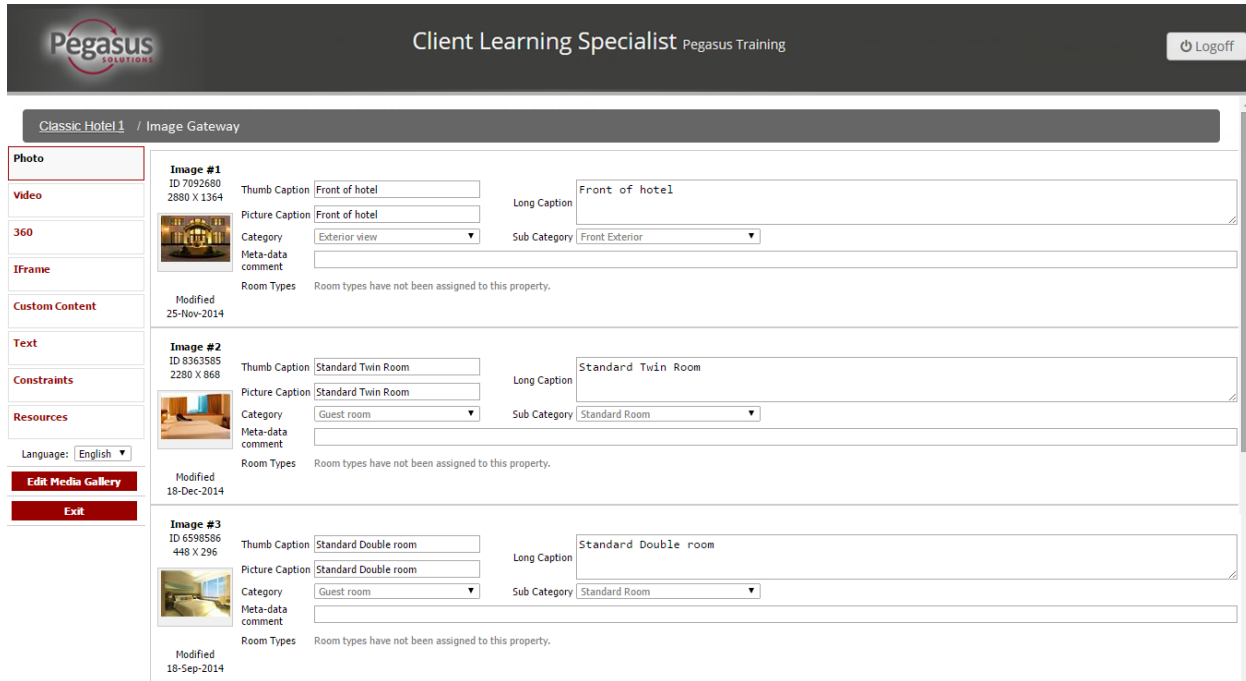 Pegasus
SOLUTIONS
Client Learning Specialist Pegasus Training
Logoff
Classic Hotel 1 / Image Gateway
Photo
Video
360
IFrame
Custom Content
Text
Constraints
Resources
Language: English
Edit Media Gallery
Exit
Image #1
ID 7092680
2880 X 1364
Modified
25-Nov-2014
Thumb Caption Front of hotel
Picture Caption Front of hotel
Long Caption Front of hotel
Category Exterior view
Sub Category Front Exterior
Meta-data
comment
Room Types Room types have not been assigned to this property.
Image #2
ID 8363585
2280 X 868
Modified
18-Dec-2014
Thumb Caption Standard Twin Room
Picture Caption Standard Twin Room
Long Caption Standard Twin Room
Category Guest room
Sub Category Standard Room
Meta-data
comment
Room Types Room types have not been assigned to this property.
Image #3
ID 6598586
448 X 296
Modified
18-Sep-2014
Thumb Caption Standard Double room
Picture Caption Standard Double room
Long Caption Standard Double room
Category Guest room
Sub Category Standard Room
Meta-data
comment
Room Types Room types have not been assigned to this property.